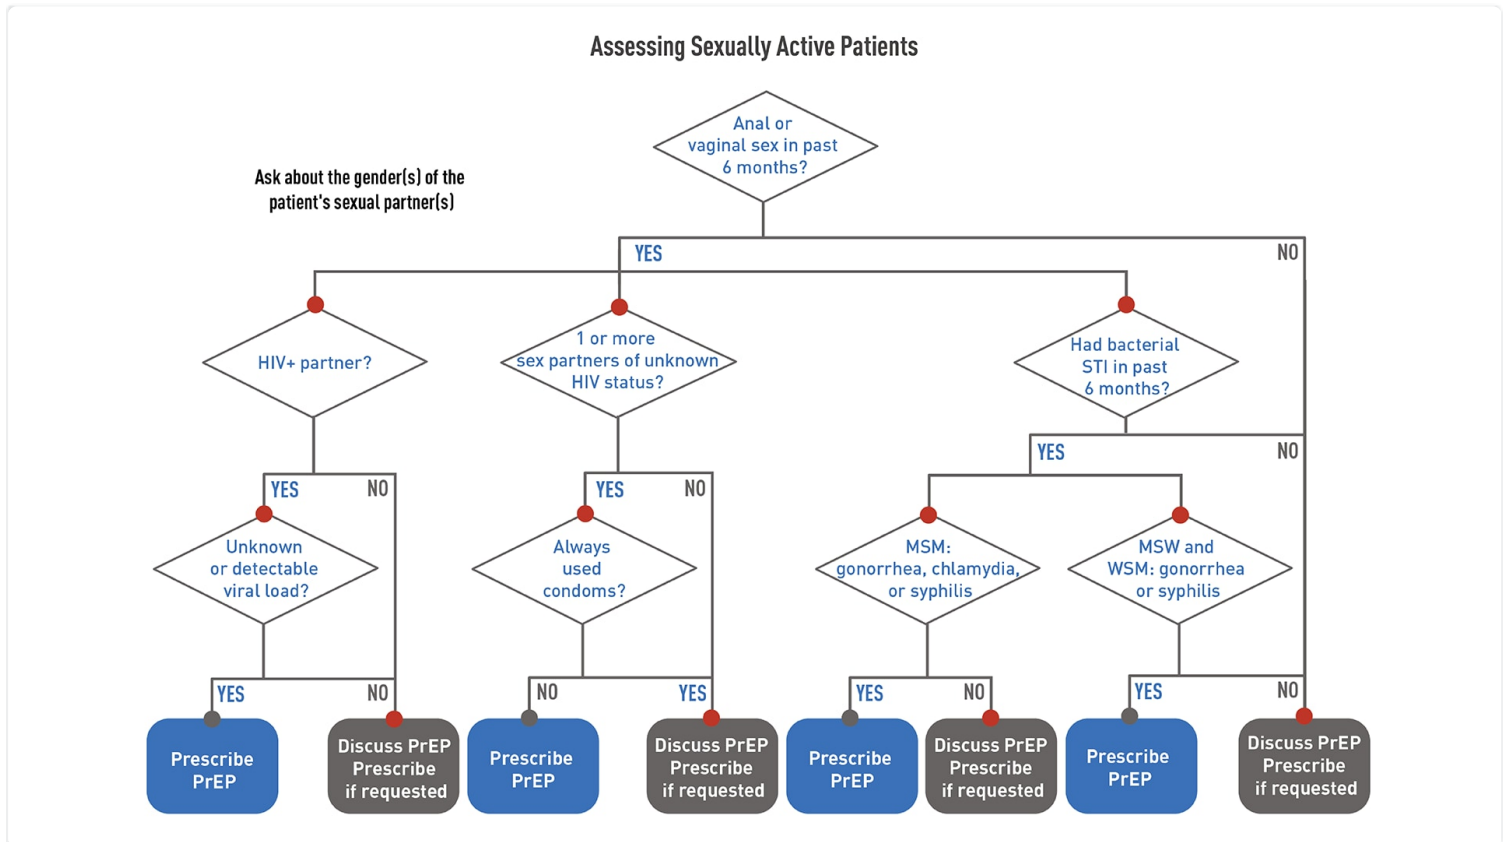 Assessing Sexually Active Patients
Anal or
vaginal sex in past
6 months?
Ask about the gender(s) of the
patient's sexual partner(s)
YES
NO
HIV+ partner?
1 or more
sex partners of unknown
HIV status?
Had bacterial
STI in past
6 months?
YES
NO
YES
NO
YES
NO
Unknown
or detectable
viral load?
Always
used
condoms?
MSM:
gonorrhea, chlamydia,
or syphilis
MSW and
WSM: gonorrhea
or syphilis
YES
NO
NO
YES
YES
NO
YES
NO
Prescribe
PrEP
Discuss PrEP
Prescribe
if requested
Prescribe
PrEP
Discuss PrEP
Prescribe
if requested
Prescribe
PrEP
Discuss PrEP
Prescribe
if requested
Prescribe
PrEP
Discuss PrEP
Prescribe
if requested